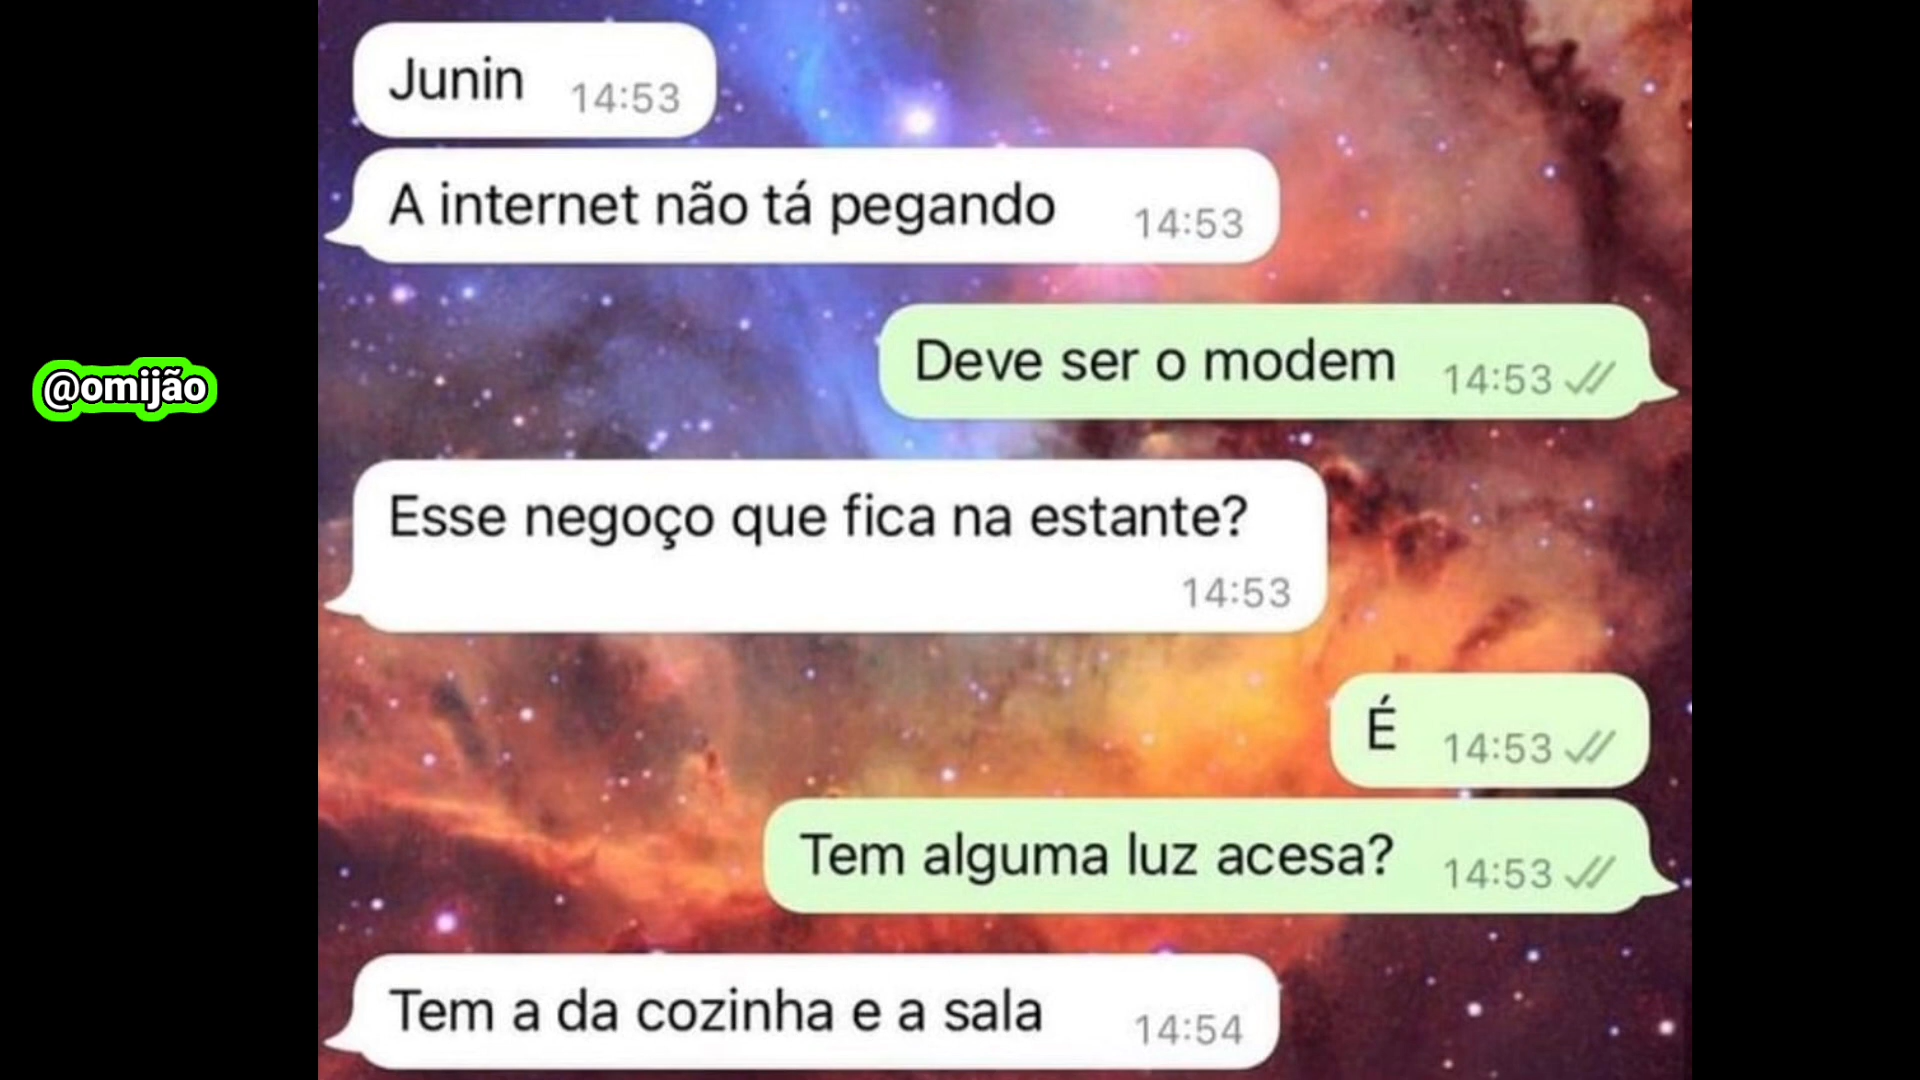 Junin 14:53
A internet não tá pegando 14:53
Deve ser o modem 14:53
@omijão
Esse negoço que fica na estante?
14:53
É 14:53
Tem alguma luz acesa? 14:53
Tem a da cozinha e a sala 14:54